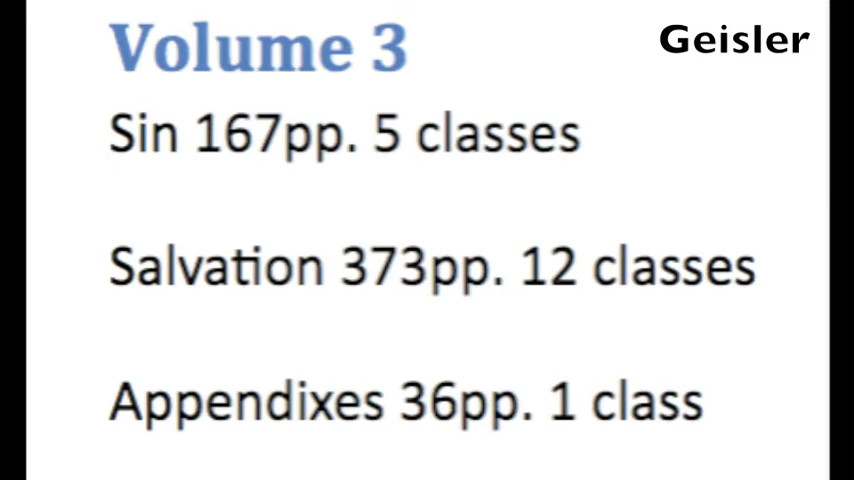 Volume 3
Geisler
Sin 167pp. 5 classes
Salvation 373pp. 12 classes
Appendixes 36pp. 1 class